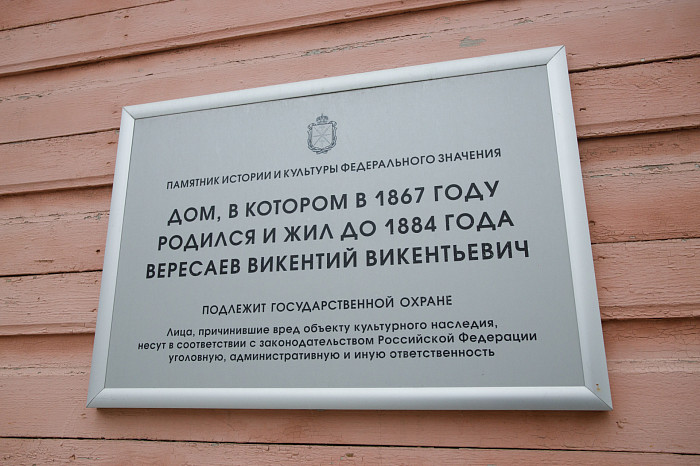 ПАМЯТНИК ИСТОРИИ И КУЛЬТУРЫ ФЕДЕРАЛЬНОГО ЗНАЧЕНИЯ
ДОМ, В КОТОРОМ В 1867 ГОДУ
РОДИЛСЯ И ЖИЛ ДО 1884 ГОДА
ВЕРЕСАЕВ ВИКЕНТИЙ ВИКЕНТЬЕВИЧ
ПОДЛЕЖИТ ГОСУДАРСТВЕННОЙ ОХРАНЕ
Лица, причинившие вред объекту культурного наследия,
несут в соответствии с законодательством Российской Федерации
уголовную, административную и иную ответственность